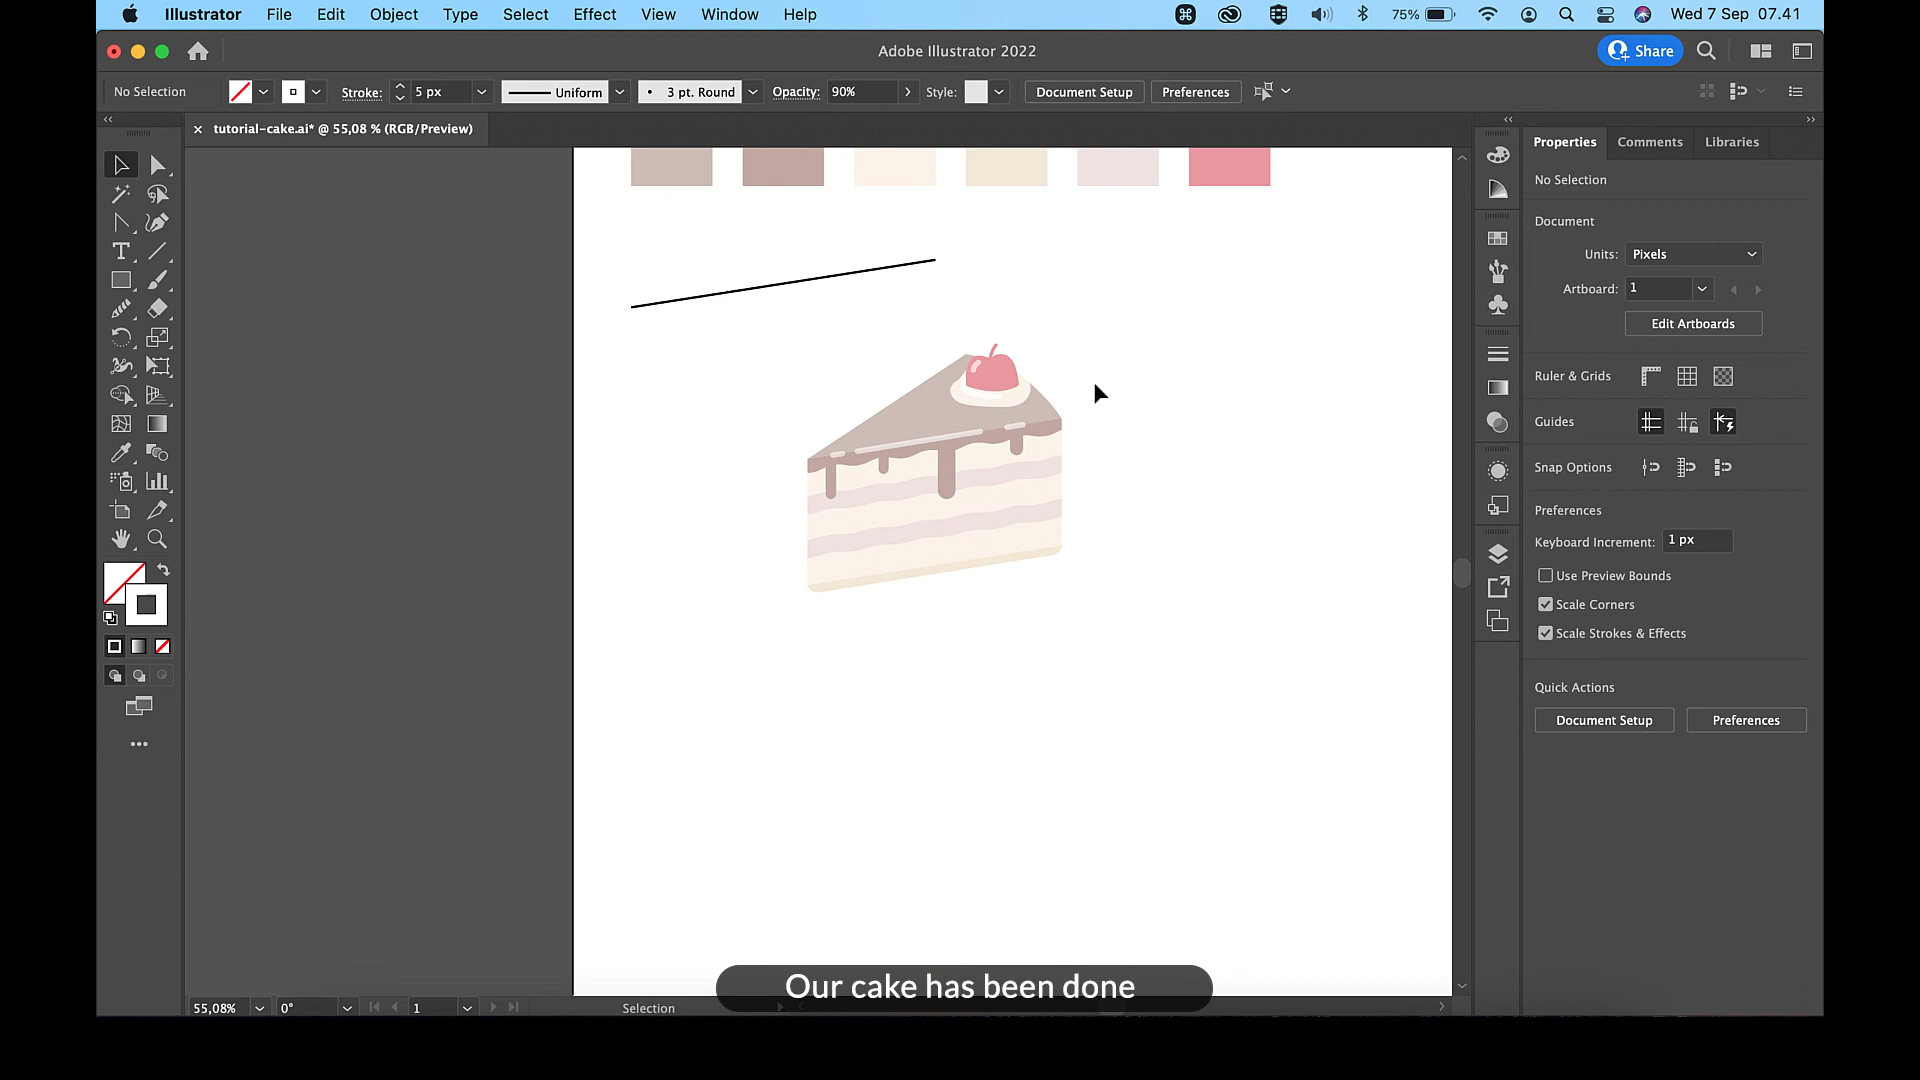 Illustrator File Edit Object Type Select Effect View Window Help 75% Wed 7 Sep 07.41
Adobe Illustrator 2022
Share
No Selection Stroke: 5 px Uniform 3 pt. Round Opacity: 90% Style: Document Setup Preferences
tutorial-cake.ai* @ 55,08 % (RGB/Preview)
Properties Comments Libraries
No Selection
Document
Units: Pixels
Artboard: 1
Edit Artboards
Ruler & Grids
Guides
Snap Options
Preferences
Keyboard Increment: 1 px
Use Preview Bounds
Scale Corners
Scale Strokes & Effects
Quick Actions
Document Setup Preferences
Our cake has been done
55,08% 0° 1 Selection